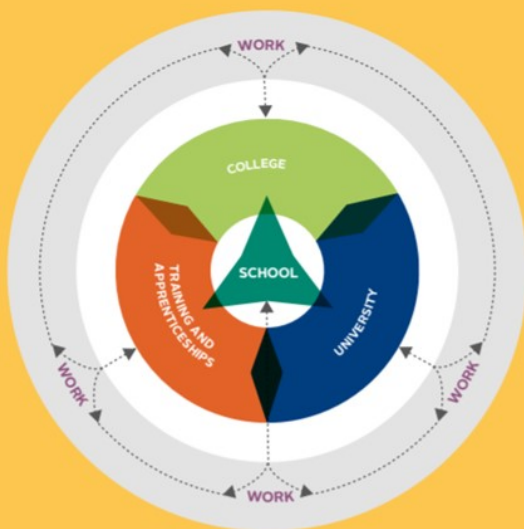 WORK
COLLEGE
SCHOOL
TRAINING AND
APPRENTICESHIPS
UNIVERSITY
WORK
WORK
WORK